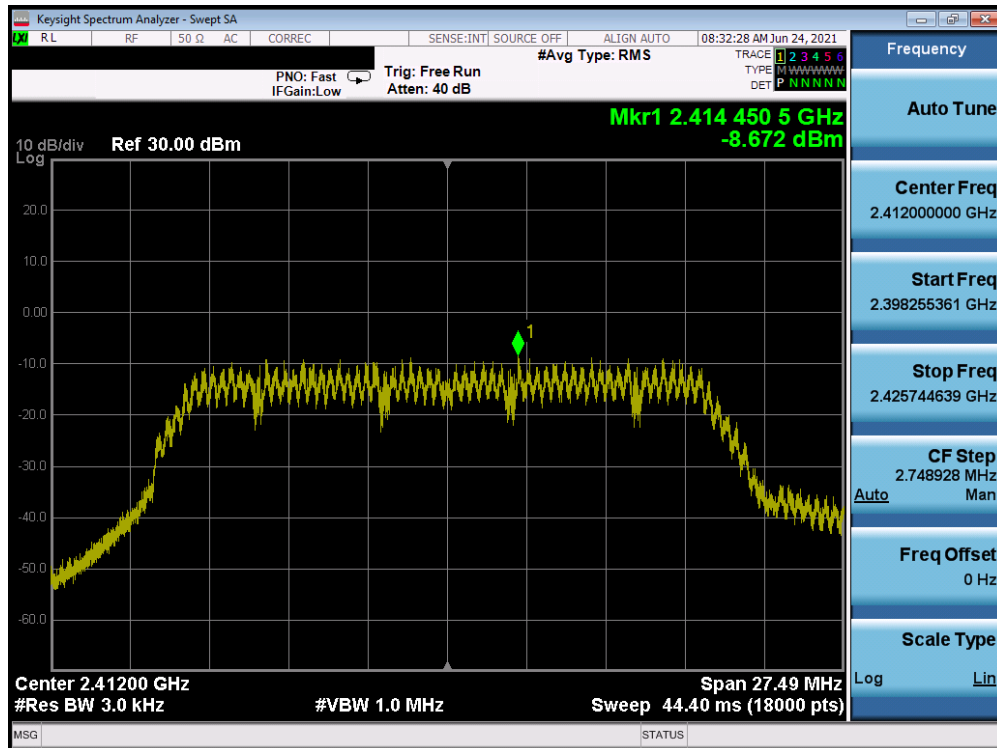 Keysight Spectrum Analyzer - Swept SA
LXI RL RF 50 Ω AC CORREC SENSE:INT SOURCE OFF ALIGN AUTO 08:32:28 AM Jun 24, 2021
#Avg Type: RMS
TRACE 1 2 3 4 5 6
PNO: Fast Trig: Free Run
TYPE M W W W W W
IFGain:Low Atten: 40 dB
DET P N N N N N
Mkr1 2.414 450 5 GHz
-8.672 dBm
10 dB/div Ref 30.00 dBm
Log
20.0
10.0
0.00
1
-10.0
-20.0
-30.0
-40.0
-50.0
-60.0
Center 2.41200 GHz Span 27.49 MHz
#Res BW 3.0 kHz #VBW 1.0 MHz Sweep 44.40 ms (18000 pts)
MSG STATUS
Frequency
Auto Tune
Center Freq
2.412000000 GHz
Start Freq
2.398255361 GHz
Stop Freq
2.425744639 GHz
CF Step
2.748928 MHz
Auto Man
Freq Offset
0 Hz
Scale Type
Log Lin